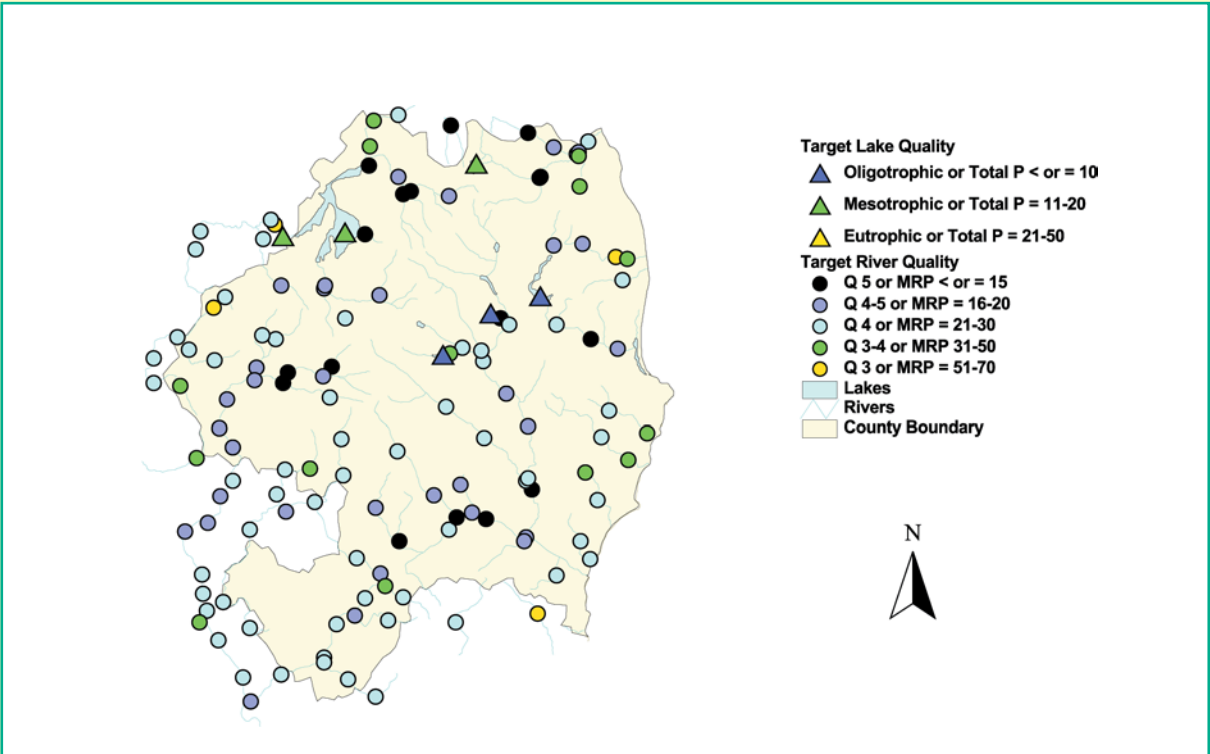 Target Lake Quality
Oligotrophic or Total P < or = 10
Mesotrophic or Total P = 11-20
Eutrophic or Total P = 21-50
Target River Quality
Q 5 or MRP < or = 15
Q 4-5 or MRP = 16-20
Q 4 or MRP = 21-30
Q 3-4 or MRP 31-50
Q 3 or MRP = 51-70
Lakes
Rivers
County Boundary
N